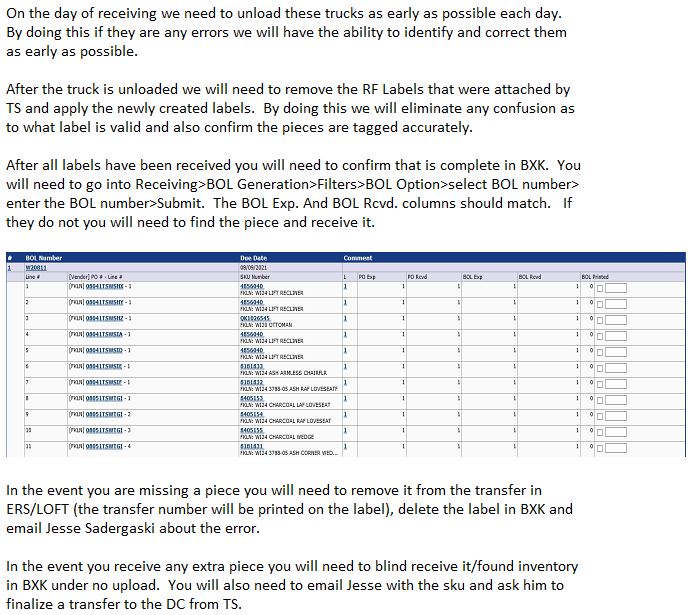 On the day of receiving we need to unload these trucks as early as possible each day.
By doing this if they are any errors we will have the ability to identify and correct them
as early as possible.
After the truck is unloaded we will need to remove the RF Labels that were attached by
TS and apply the newly created labels.  By doing this we will eliminate any confusion as
to what label is valid and also confirm the pieces are tagged accurately.
After all labels have been received you will need to confirm that is complete in BXK.  You
will need to go into Receiving>BOL Generation>Filters>BOL Option>select BOL number>
enter the BOL number>Submit.  The BOL Exp. And BOL Rcvd. columns should match.   If
they do not you will need to find the piece and receive it.
# BOL Number Due Date Comment
1 W20811 08/09/2021
Line # [Vendor] PO # - Line # SKU Number L PO Exp PO Rcvd BOL Exp BOL Rcvd BOL Printed
1 [FKLN] - 1 4856040 1 1 1 1 1 0
FKLN: W124 LIFT RECLINER
2 [FKLN] - 1 4856040 1 1 1 1 1 0
FKLN: W124 LIFT RECLINER
3 [FKLN] - 1 1 1 1 1 1 0
FKLN: W120 OTTOMAN
4 [FKLN] - 1 4856040 1 1 1 1 1 0
FKLN: W124 LIFT RECLINER
5 [FKLN] - 1 4856040 1 1 1 1 1 0
FKLN: W124 LIFT RECLINER
6 [FKLN] - 1 8181833 1 1 1 1 1 0
FKLN: W124 ASH ARMLESS
7 [FKLN] - 1 8181832 1 1 1 1 1 0
FKLN: W124 3788-05 ASH RAF LOVESEAT
8 [FKLN] - 1 8405153 1 1 1 1 1 0
FKLN: W124 CHARCOAL LAF LOVESEAT
9 [FKLN] - 2 8405154 1 1 1 1 1 0
FKLN: W124 CHARCOAL RAF LOVESEAT
10 [FKLN] - 3 8405155 1 1 1 1 1 0
FKLN: W124 CHARCOAL WEDGE
11 [FKLN] - 4 8181831 1 1 1 1 1 0
FKLN: W124 3788-05 ASH CORNER WED...
In the event you are missing a piece you will need to remove it from the transfer in
ERS/LOFT (the transfer number will be printed on the label), delete the label in BXK and
email Jesse Sadergaski about the error.
In the event you receive any extra piece you will need to blind receive it/found inventory
in BXK under no upload.  You will also need to email Jesse with the sku and ask him to
finalize a transfer to the DC from TS.